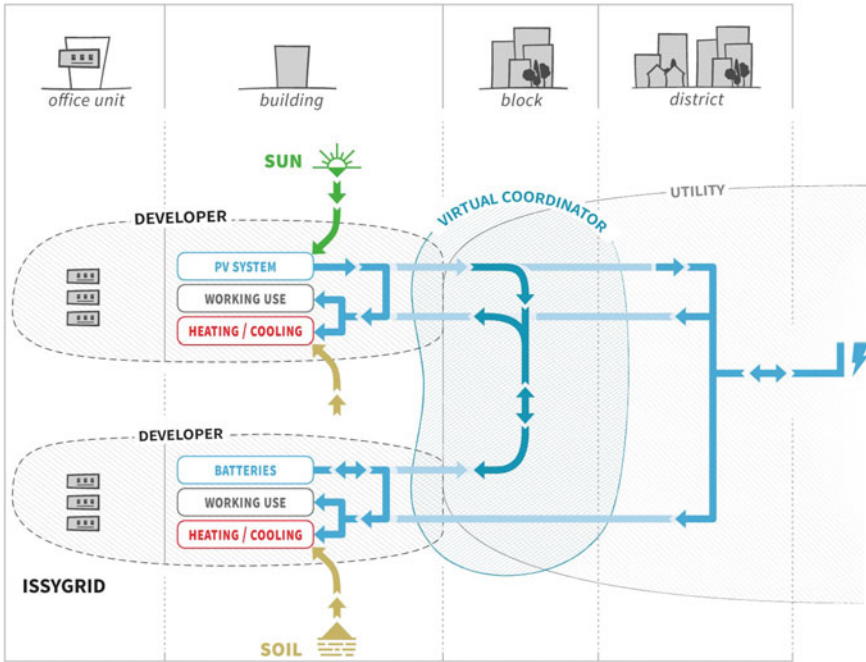 office unit
building
block
district
SUN
VIRTUAL COORDINATOR
UTILITY
DEVELOPER
PV SYSTEM
WORKING USE
HEATING / COOLING
DEVELOPER
BATTERIES
WORKING USE
HEATING / COOLING
ISSYGRID
SOIL